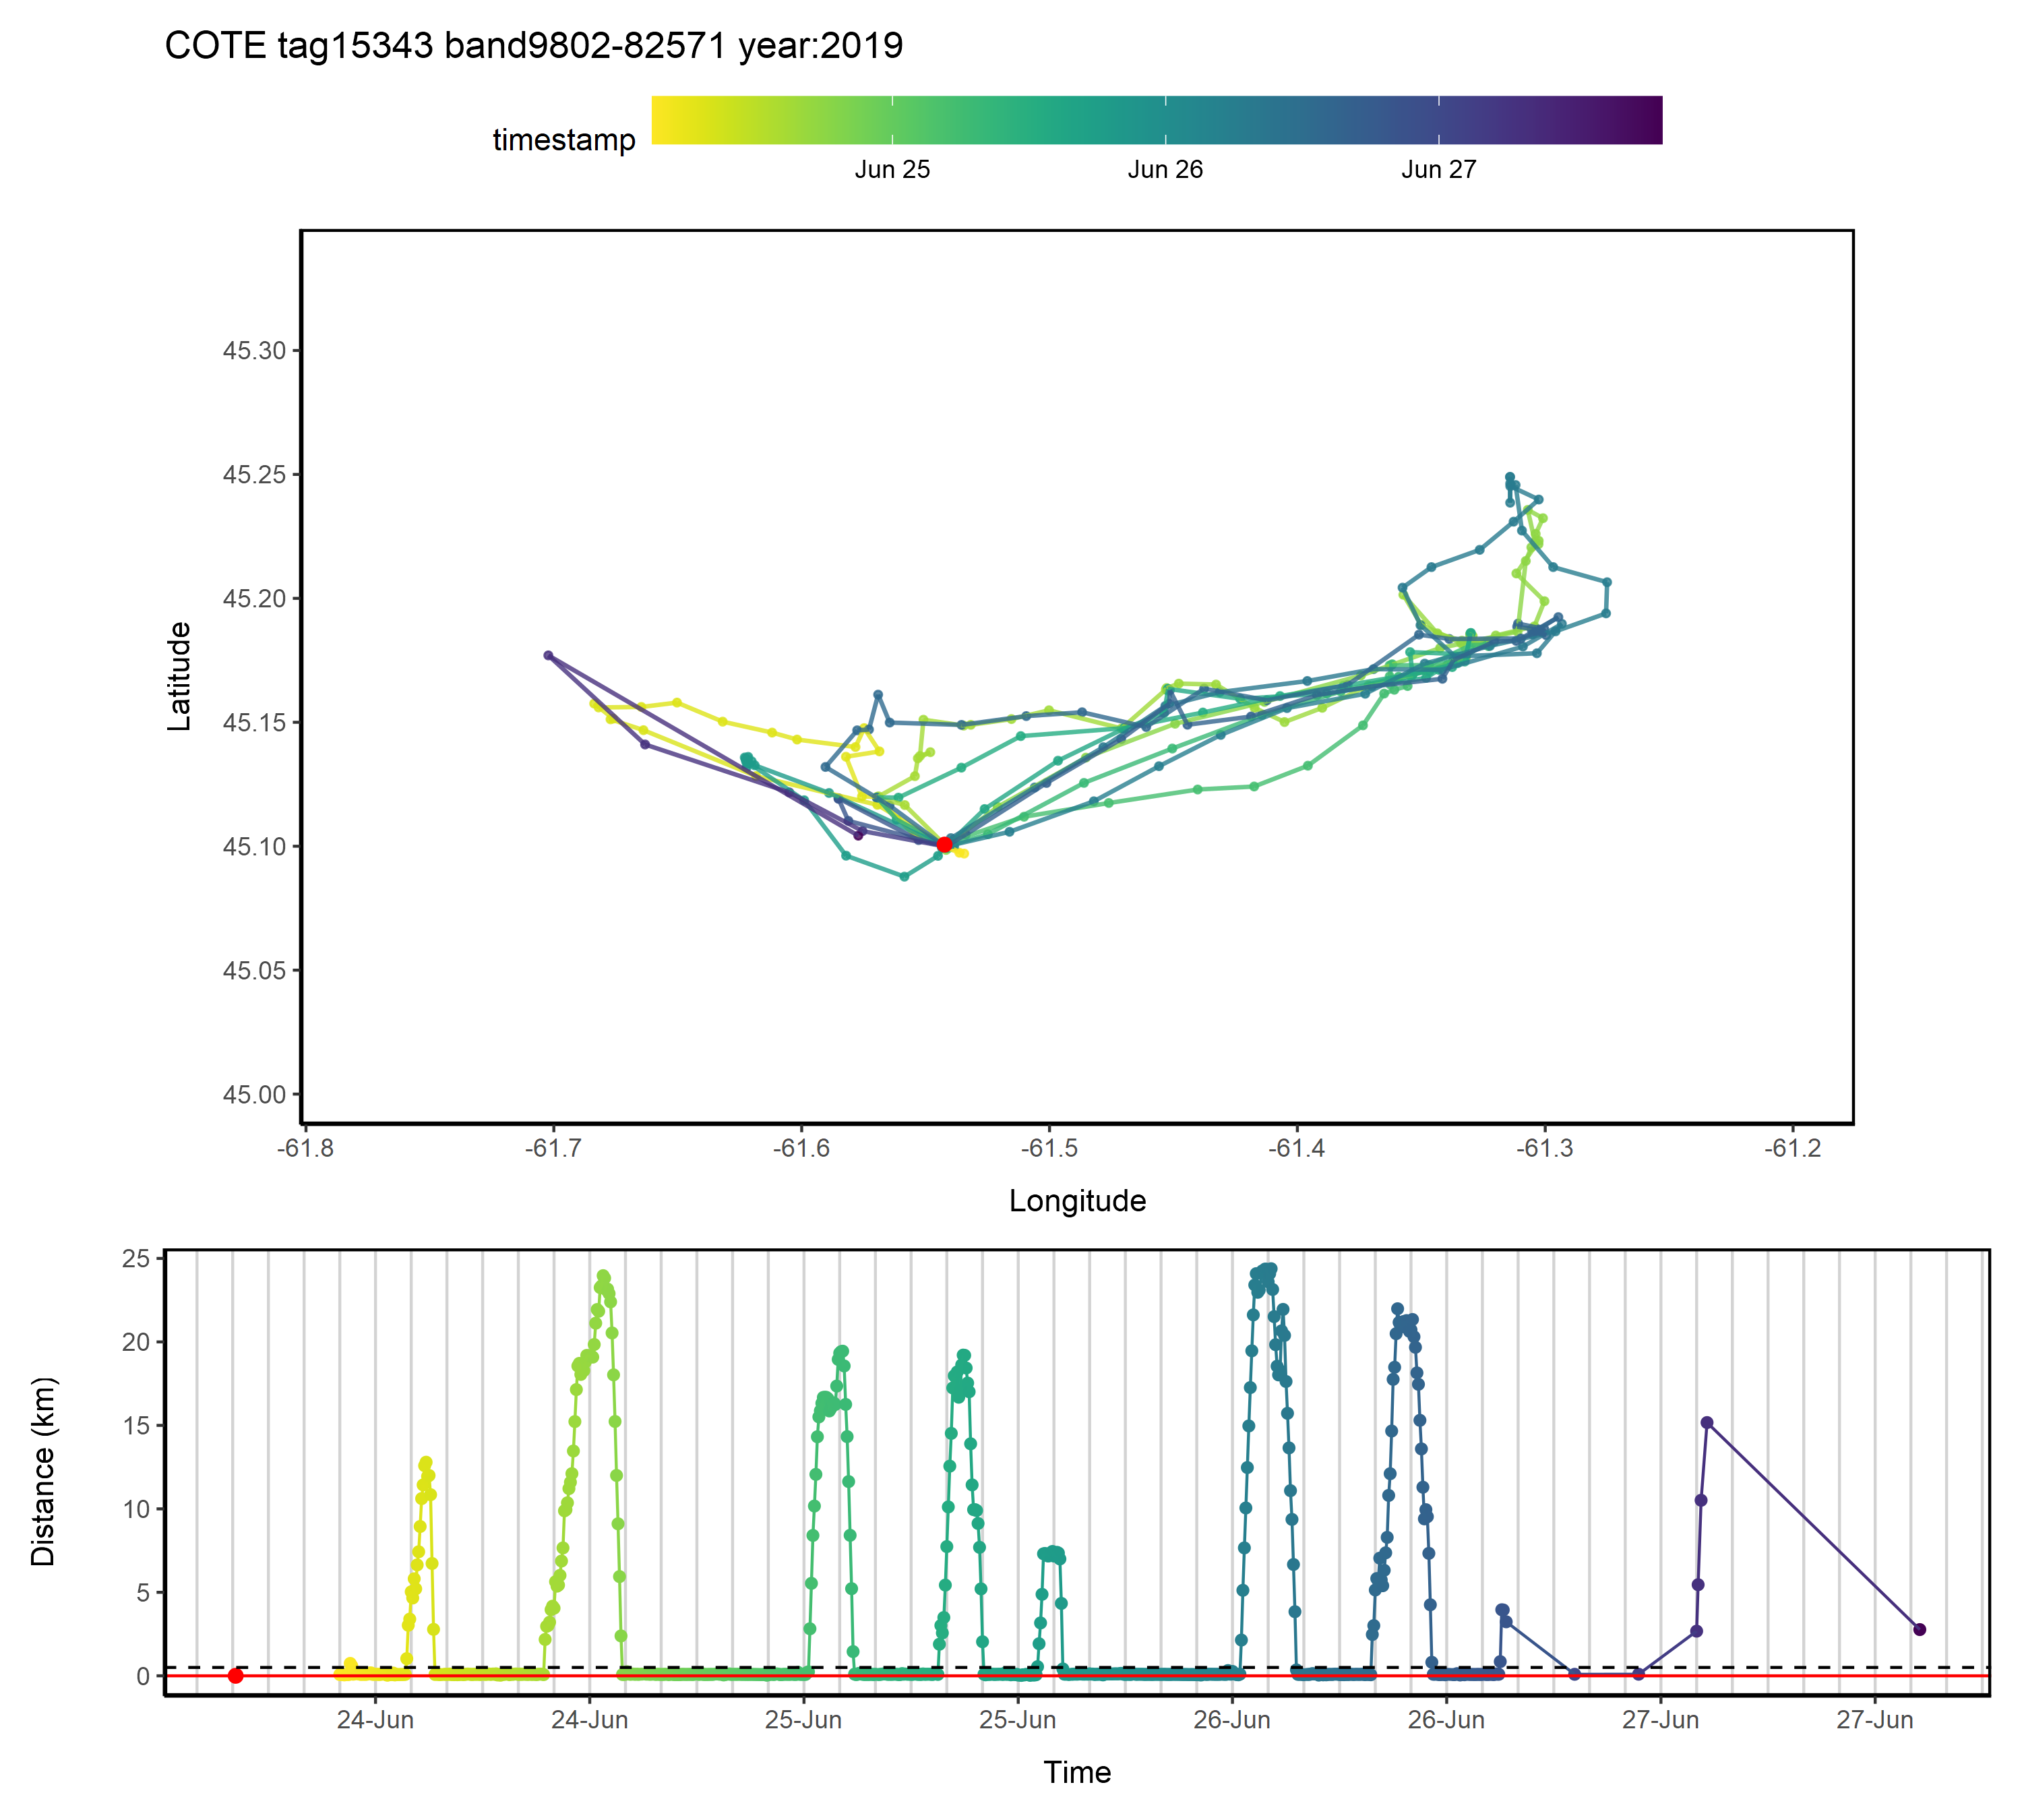 COTE tag15343 band9802-82571 year:2019
timestamp
Jun 25 Jun 26 Jun 27
Latitude
45.30
45.25
45.20
45.15
45.10
45.05
45.00
-61.8 -61.7 -61.6 -61.5 -61.4 -61.3 -61.2
Longitude
Distance (km)
25
20
15
10
5
0
24-Jun 24-Jun 25-Jun 25-Jun 26-Jun 26-Jun 27-Jun 27-Jun
Time